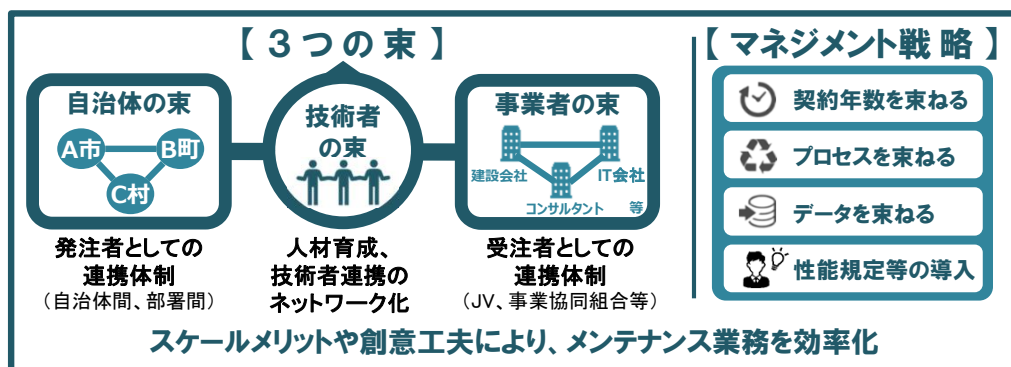 【３つの束】
自治体の束
A市
B町
C村
発注者としての
連携体制
（自治体間、部署間）
技術者
の束
人材育成、
技術者連携の
ネットワーク化
事業者の束
建設会社
IT会社
コンサルタント 等
受注者としての
連携体制
（JV、事業協同組合等）
【マネジメント戦略】
契約年数を束ねる
プロセスを束ねる
データを束ねる
性能規定等の導入
スケールメリットや創意工夫により、メンテナンス業務を効率化